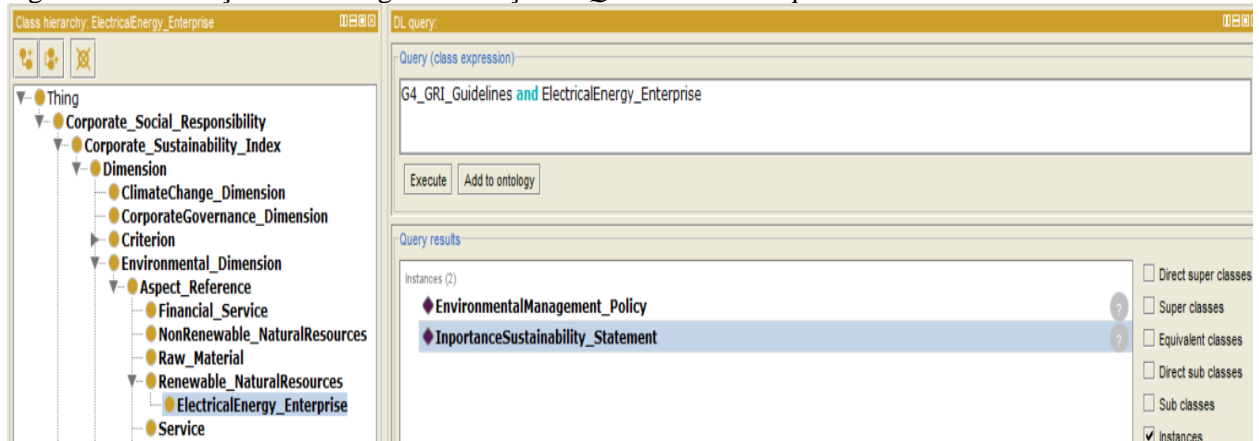 Class hierarchy: ElectricalEnergy_Enterprise
Thing
Corporate_Social_Responsibility
Corporate_Sustainability_Index
Dimension
ClimateChange_Dimension
CorporateGovernance_Dimension
Criterion
Environmental_Dimension
Aspect_Reference
Financial_Service
NonRenewable_NaturalResources
Raw_Material
Renewable_NaturalResources
ElectricalEnergy_Enterprise
Service
DL query:
Query (class expression)
G4_GRI_Guidelines and ElectricalEnergy_Enterprise
Execute Add to ontology
Query results
Instances (2)
EnvironmentalManagement_Policy ?
InportanceSustainability_Statement ?
Direct super classes
Super classes
Equivalent classes
Direct sub classes
Sub classes
Instances